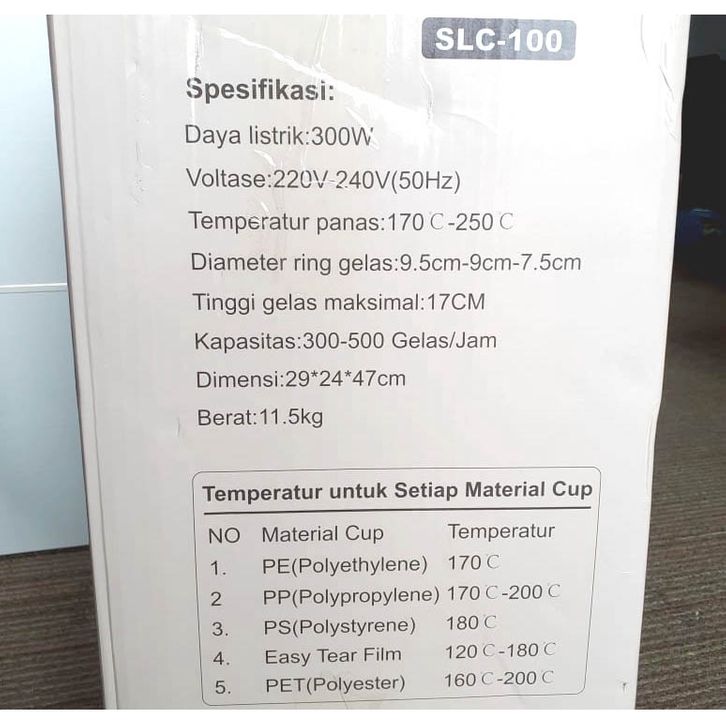 SLC-100
Spesifikasi:
Daya listrik:300W
Voltase:220V-240V(50Hz)
Temperatur panas:170℃-250℃
Diameter ring gelas:9.5cm-9cm-7.5cm
Tinggi gelas maksimal:17CM
Kapasitas:300-500 Gelas/Jam
Dimensi:29*24*47cm
Berat:11.5kg
Temperatur untuk Setiap Material Cup
NO Material Cup Temperatur
1. PE(Polyethylene) 170℃
2 PP(Polypropylene) 170℃-200℃
3. PS(Polystyrene) 180℃
4. Easy Tear Film 120℃-180℃
5. PET(Polyester) 160℃-200℃